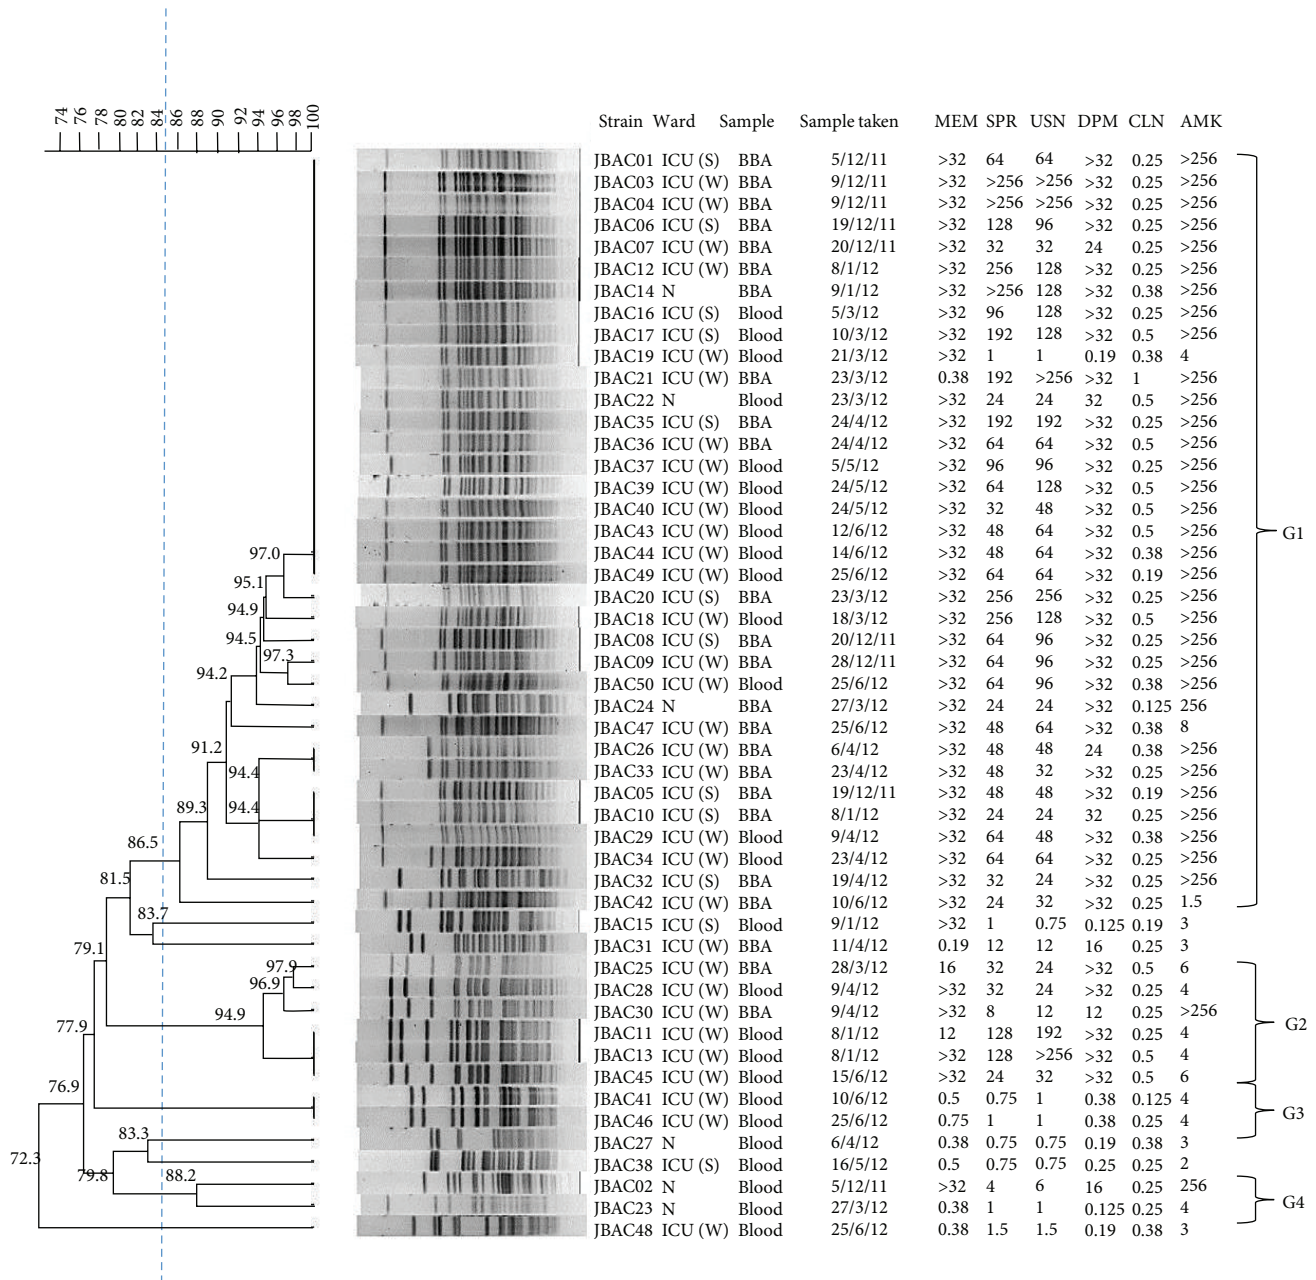 74 76 78 80 82 84 86 88 90 92 94 96 98 100
Strain Ward Sample Sample taken MEM SPR USN DPM CLN AMK
JBAC01 ICU (S) BBA 5/12/11 >32 64 64 >32 0.25 >256
JBAC03 ICU (W) BBA 9/12/11 >32 >256 >256 >32 0.25 >256
JBAC04 ICU (W) BBA 9/12/11 >32 >256 >256 >32 0.25 >256
JBAC06 ICU (S) BBA 19/12/11 >32 128 96 >32 0.25 >256
JBAC07 ICU (W) BBA 20/12/11 >32 32 32 24 0.25 >256
JBAC12 ICU (W) BBA 8/1/12 >32 256 128 >32 0.25 >256
JBAC14 N BBA 9/1/12 >32 >256 128 >32 0.38 >256
JBAC16 ICU (S) Blood 5/3/12 >32 96 128 >32 0.25 >256
JBAC17 ICU (S) Blood 10/3/12 >32 192 128 >32 0.5 >256
JBAC19 ICU (W) Blood 21/3/12 >32 1 1 0.19 0.38 4
JBAC21 ICU (W) BBA 23/3/12 0.38 192 >256 >32 1 >256
JBAC22 N Blood 23/3/12 >32 24 24 32 0.5 >256
JBAC35 ICU (S) BBA 24/4/12 >32 192 192 >32 0.25 >256
JBAC36 ICU (W) BBA 24/4/12 >32 64 64 >32 0.5 >256
JBAC37 ICU (W) Blood 5/5/12 >32 96 96 >32 0.25 >256
JBAC39 ICU (W) Blood 24/5/12 >32 64 128 >32 0.5 >256
JBAC40 ICU (W) BBA 24/5/12 >32 32 48 >32 0.5 >256
JBAC43 ICU (W) Blood 12/6/12 >32 48 64 >32 0.5 >256
G1
97.0 JBAC44 ICU (W) Blood 14/6/12 >32 48 64 >32 0.38 >256
95.1 JBAC49 ICU (W) Blood 25/6/12 >32 64 64 >32 0.19 >256
JBAC20 ICU (S) BBA 23/3/12 >32 256 256 >32 0.25 >256
94.9 JBAC18 ICU (W) Blood 18/3/12 >32 256 128 >32 0.5 >256
94.5 JBAC08 ICU (S) BBA 20/12/11 >32 64 96 >32 0.25 >256
97.3 JBAC09 ICU (W) BBA 28/12/11 >32 64 96 >32 0.25 >256
94.2 JBAC50 ICU (W) Blood 25/6/12 >32 64 96 >32 0.38 >256
JBAC24 N BBA 27/3/12 >32 24 24 >32 0.125 256
JBAC47 ICU (W) BBA 25/6/12 >32 48 64 >32 0.38 8
91.2 JBAC26 ICU (W) BBA 6/4/12 >32 48 48 24 0.38 >256
94.4 JBAC33 ICU (W) BBA 23/4/12 >32 48 32 >32 0.25 >256
JBAC05 ICU (S) BBA 19/12/11 >32 48 48 >32 0.19 >256
89.3 94.4 JBAC10 ICU (S) BBA 8/1/12 >32 24 24 32 0.25 >256
JBAC29 ICU (W) Blood 9/4/12 >32 64 48 >32 0.38 >256
86.5 JBAC34 ICU (W) Blood 23/4/12 >32 64 64 >32 0.25 >256
81.5 JBAC32 ICU (S) BBA 19/4/12 >32 32 24 >32 0.25 >256
JBAC42 ICU (W) BBA 10/6/12 >32 24 32 >32 0.25 1.5
83.7 JBAC15 ICU (S) Blood 9/1/12 >32 1 0.75 0.125 0.19 3
79.1 JBAC31 ICU (W) BBA 11/4/12 0.19 12 12 16 0.25 3
97.9 JBAC25 ICU (W) BBA 28/3/12 16 32 24 >32 0.5 6
96.9 JBAC28 ICU (W) Blood 9/4/12 >32 32 24 >32 0.25 4
94.9 JBAC30 ICU (W) BBA 9/4/12 >32 8 12 12 0.25 >256
G2
77.9 JBAC11 ICU (W) Blood 8/1/12 12 128 192 >32 0.25 4
JBAC13 ICU (W) Blood 8/1/12 >32 128 >256 >32 0.5 4
76.9 JBAC45 ICU (W) Blood 15/6/12 >32 24 32 >32 0.5 6
JBAC41 ICU (W) Blood 10/6/12 0.5 0.75 1 0.38 0.125 4
G3
JBAC46 ICU (W) Blood 25/6/12 0.75 1 1 0.38 0.25 4
83.3 JBAC27 N Blood 6/4/12 0.38 0.75 0.75 0.19 0.38 3
72.3 JBAC38 ICU (S) Blood 16/5/12 0.5 0.75 0.75 0.25 0.25 2
79.8 88.2 JBAC02 N Blood 5/12/11 >32 4 6 16 0.25 256
G4
JBAC23 N Blood 27/3/12 0.38 1 1 0.125 0.25 4
JBAC48 ICU (W) Blood 25/6/12 0.38 1.5 1.5 0.19 0.38 3